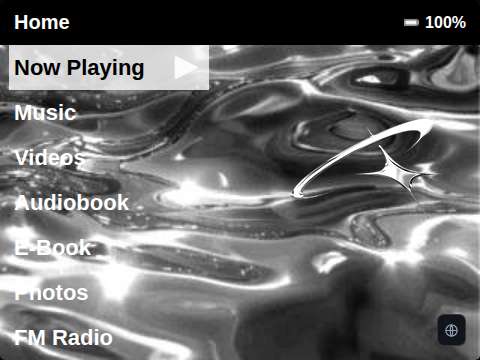 Home
100%
Now Playing
Music
Videos
Audiobook
E-Book
Photos
FM Radio